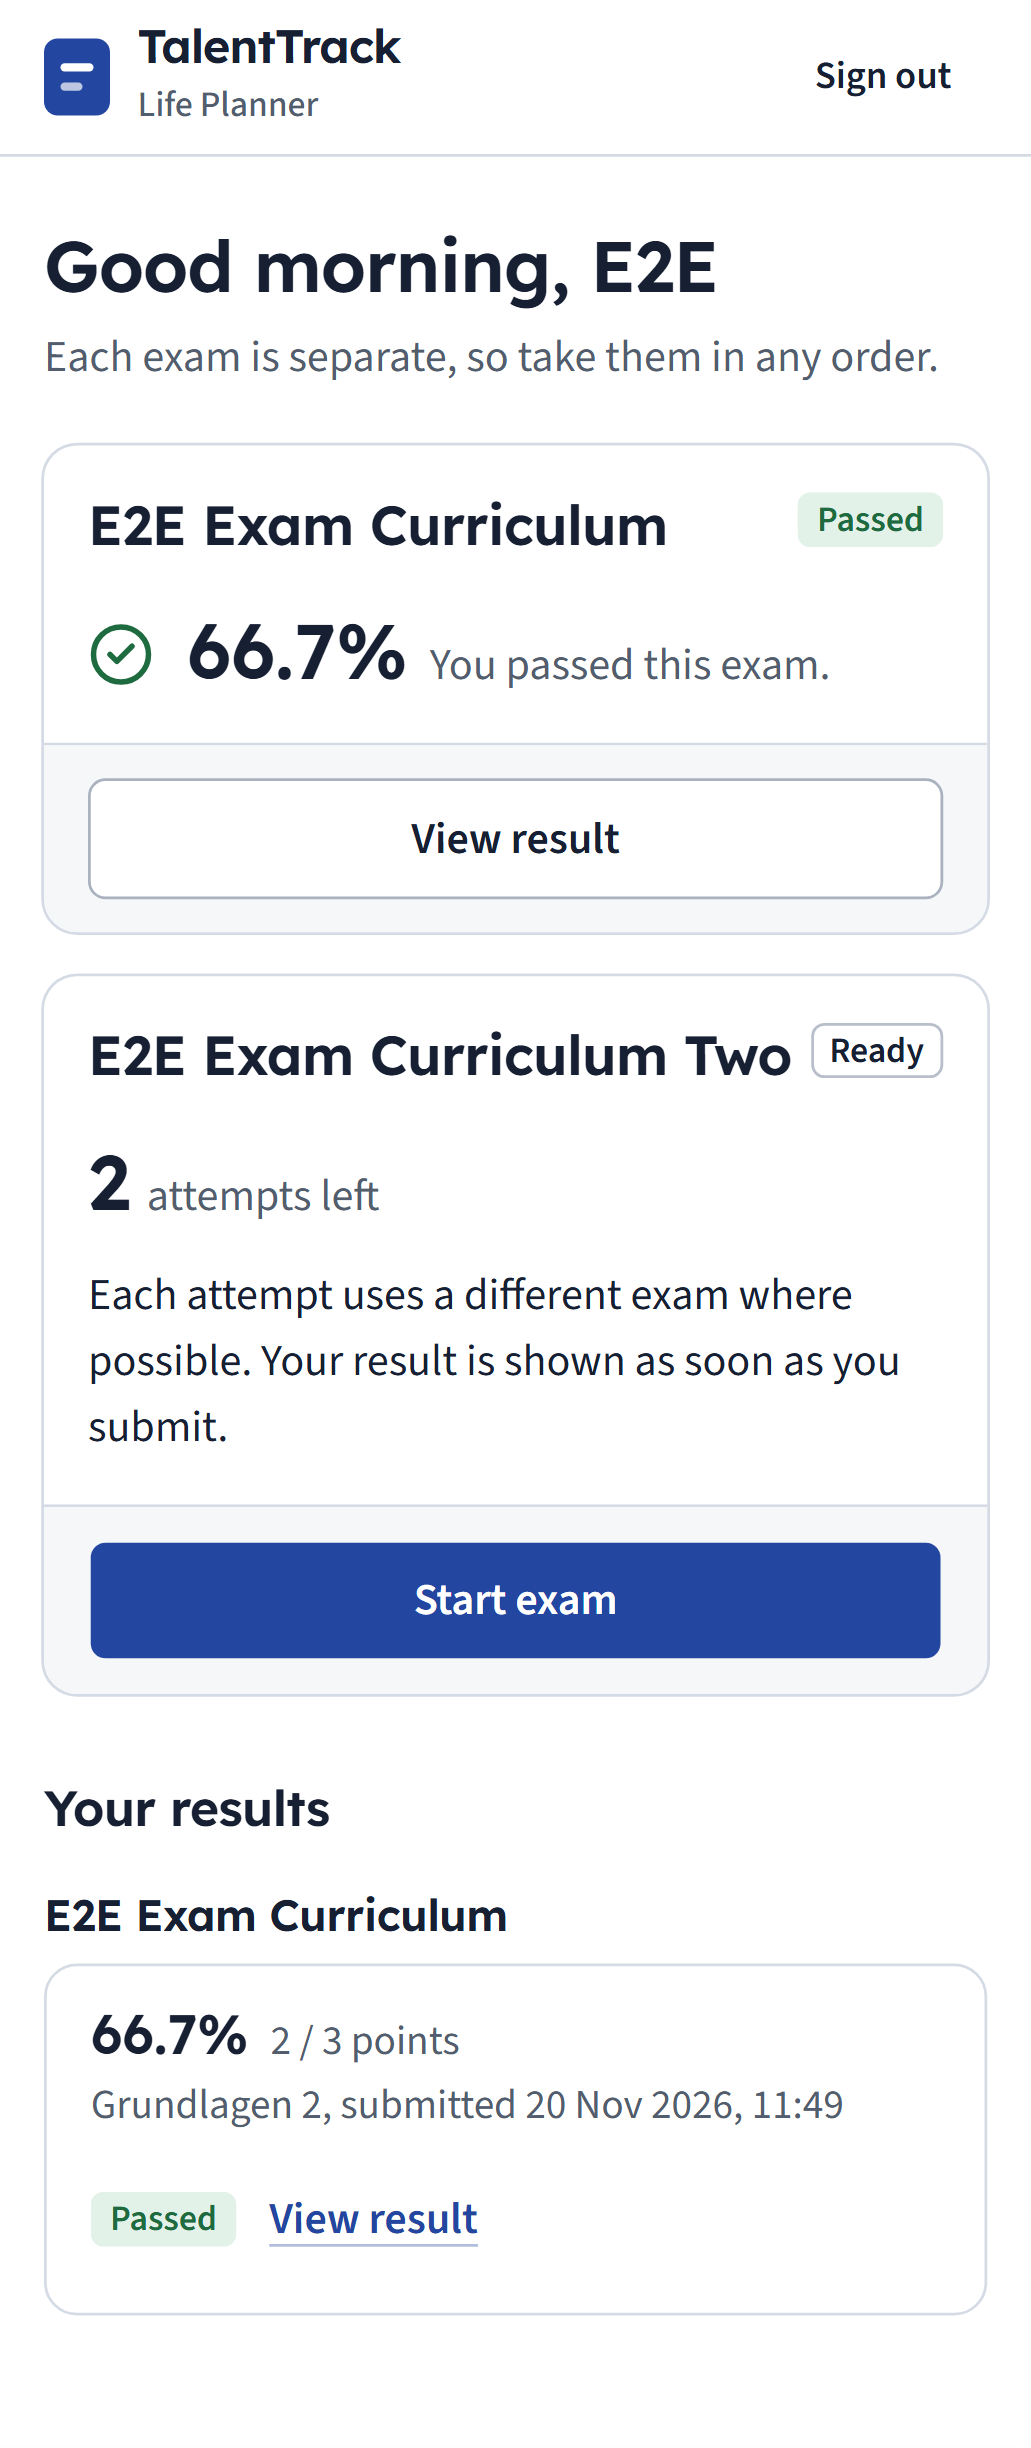 TalentTrack
Life Planner
Sign out
Good morning, E2E
Each exam is separate, so take them in any order.
E2E Exam Curriculum
Passed
66.7% You passed this exam.
View result
E2E Exam Curriculum Two
Ready
2 attempts left
Each attempt uses a different exam where
possible. Your result is shown as soon as you
submit.
Start exam
Your results
E2E Exam Curriculum
66.7% 2 / 3 points
Grundlagen 2, submitted 20 Nov 2026, 11:49
Passed
View result